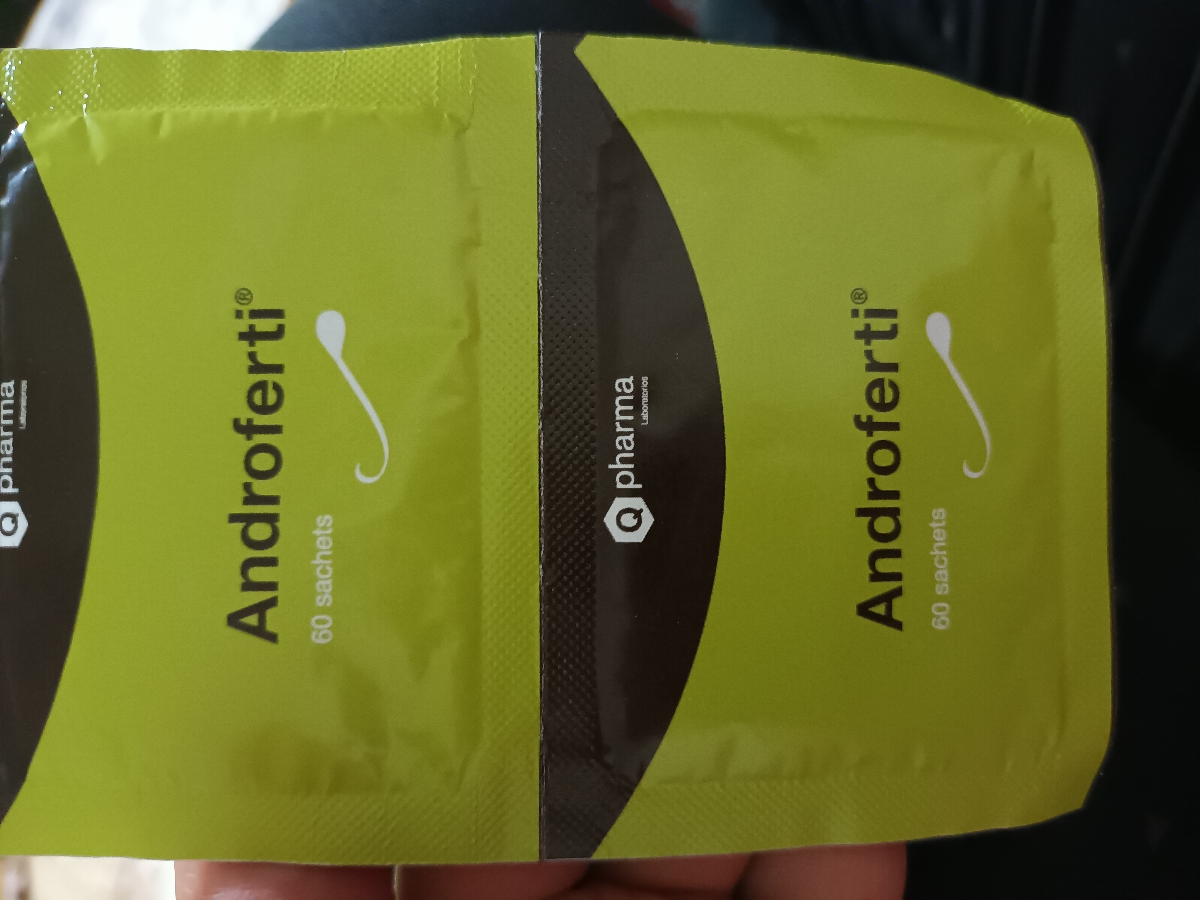 Q pharma
Laboratorios
Androferti®
60 sachets
Q pharma
Laboratorios
Androferti®
60 sachets